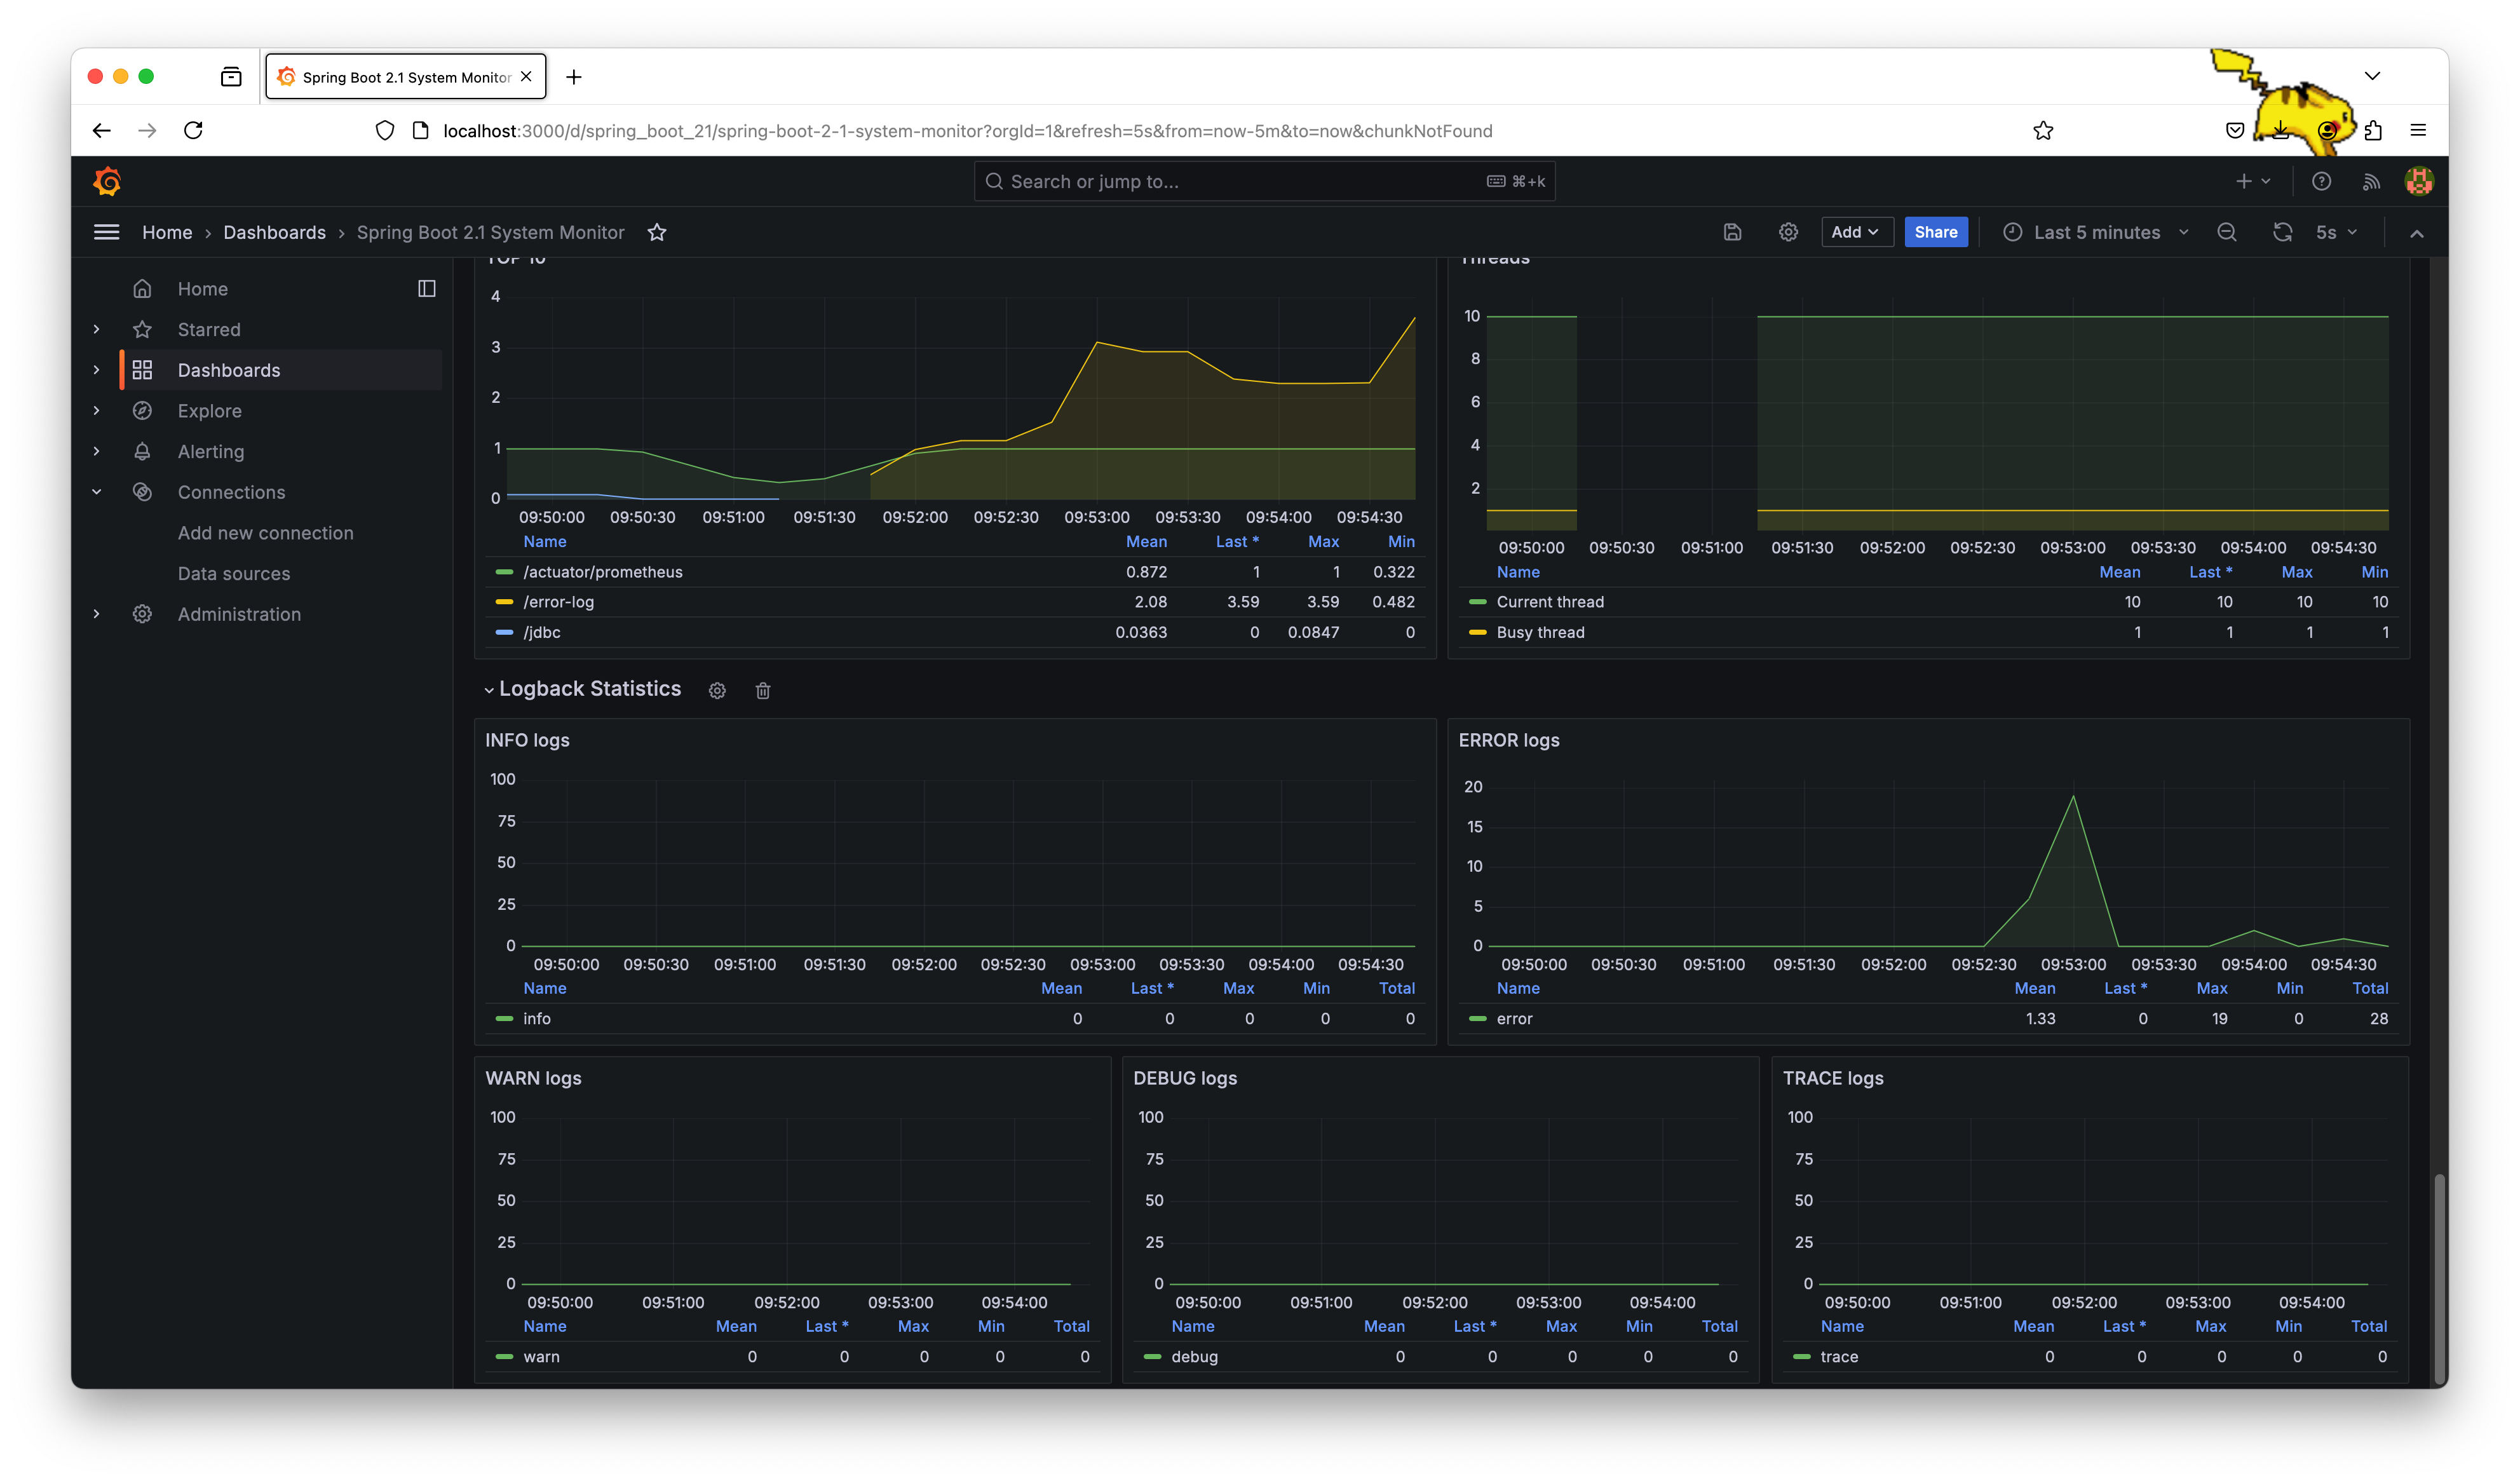 Spring Boot 2.1 System Monitor
localhost:3000/d/spring_boot_21/spring-boot-2-1-system-monitor?orgId=1&refresh=5s&from=now-5m&to=now&chunkNotFound
Search or jump to... ⌘+k
Home › Dashboards › Spring Boot 2.1 System Monitor Add Share Last 5 minutes 5s
Home
Starred
Dashboards
Explore
Alerting
Connections
Add new connection
Data sources
Administration
TOP 10
4
3
2
1
0
09:50:00 09:50:30 09:51:00 09:51:30 09:52:00 09:52:30 09:53:00 09:53:30 09:54:00 09:54:30
Name Mean Last * Max Min
/actuator/prometheus 0.872 1 1 0.322
/error-log 2.08 3.59 3.59 0.482
/jdbc 0.0363 0 0.0847 0
Threads
10
8
6
4
2
09:50:00 09:50:30 09:51:00 09:51:30 09:52:00 09:52:30 09:53:00 09:53:30 09:54:00 09:54:30
Name Mean Last * Max Min
Current thread 10 10 10 10
Busy thread 1 1 1 1
Logback Statistics
INFO logs
100
75
50
25
0
09:50:00 09:50:30 09:51:00 09:51:30 09:52:00 09:52:30 09:53:00 09:53:30 09:54:00 09:54:30
Name Mean Last * Max Min Total
info 0 0 0 0 0
ERROR logs
20
15
10
5
0
09:50:00 09:50:30 09:51:00 09:51:30 09:52:00 09:52:30 09:53:00 09:53:30 09:54:00 09:54:30
Name Mean Last * Max Min Total
error 1.33 0 19 0 28
WARN logs
100
75
50
25
0
09:50:00 09:51:00 09:52:00 09:53:00 09:54:00
Name Mean Last * Max Min Total
warn 0 0 0 0 0
DEBUG logs
100
75
50
25
0
09:50:00 09:51:00 09:52:00 09:53:00 09:54:00
Name Mean Last * Max Min Total
debug 0 0 0 0 0
TRACE logs
100
75
50
25
0
09:50:00 09:51:00 09:52:00 09:53:00 09:54:00
Name Mean Last * Max Min Total
trace 0 0 0 0 0